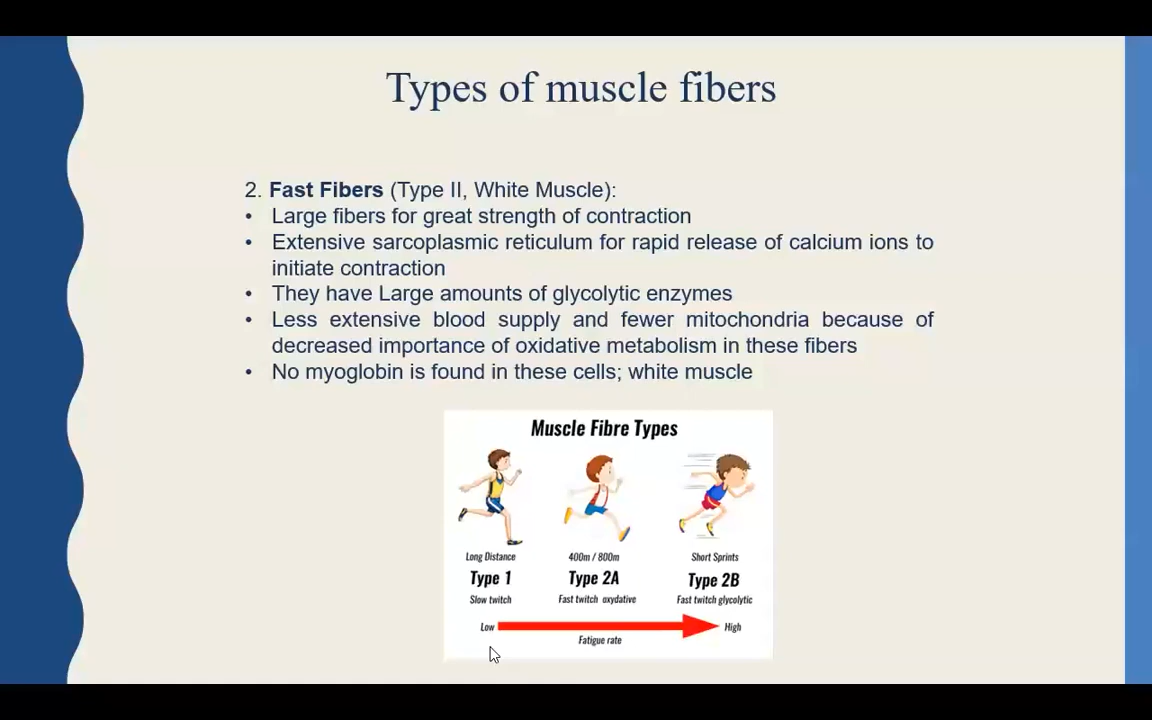 Types of muscle fibers
2. Fast Fibers (Type II, White Muscle):
• Large fibers for great strength of contraction
• Extensive sarcoplasmic reticulum for rapid release of calcium ions to
initiate contraction
• They have Large amounts of glycolytic enzymes
• Less extensive blood supply and fewer mitochondria because of
decreased importance of oxidative metabolism in these fibers
• No myoglobin is found in these cells; white muscle
Muscle Fibre Types
Long Distance 400m / 800m Short Sprints
Type 1 Type 2A Type 2B
Slow twitch Fast twitch oxydative Fast twitch glycolytic
Low High
Fatigue rate